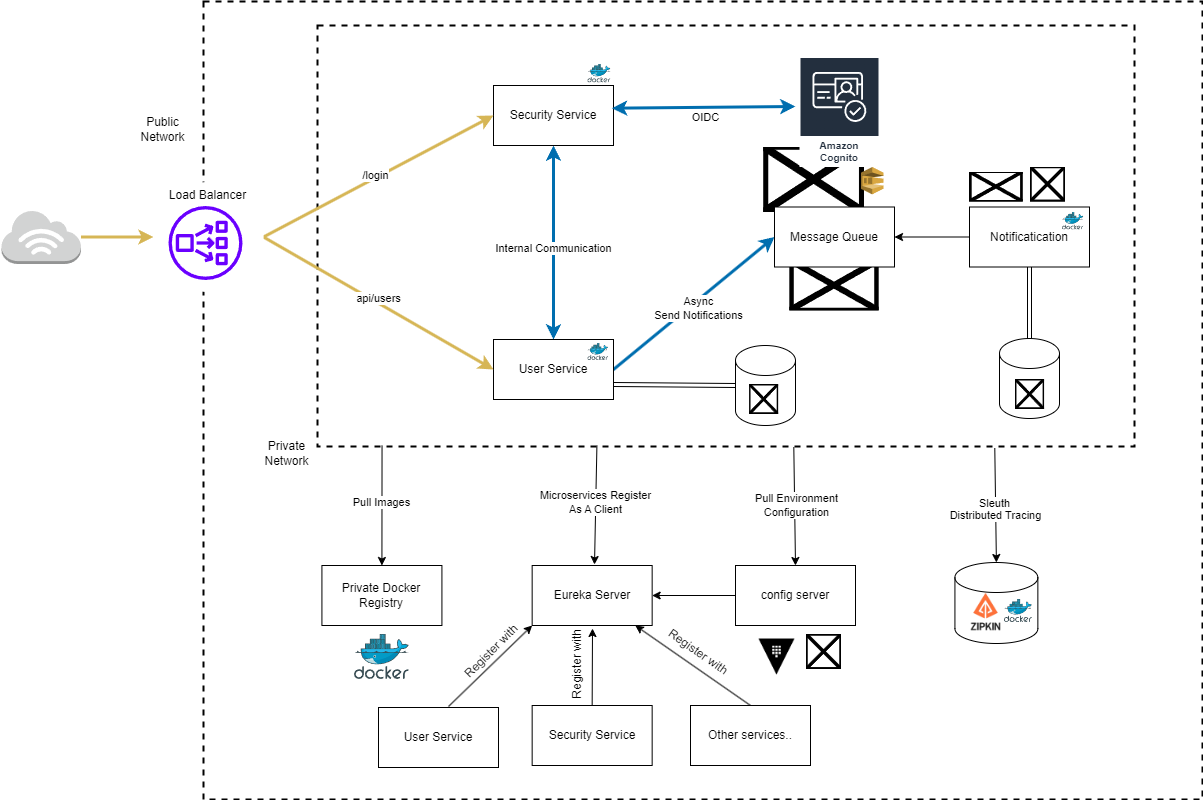 Public
Network
Load Balancer
docker
Security Service
OIDC
Amazon
Cognito
/login
Internal Communication
api/users
Message Queue
docker
Notificatication
Async
Send Notifications
docker
User Service
Private
Network
Pull Images
Microservices Register
As A Client
Pull Environment
Configuration
Sleuth
Distributed Tracing
Private Docker
Registry
docker
Eureka Server
config server
ZIPKIN
docker
Register with
Register with
Register with
User Service
Security Service
Other services..